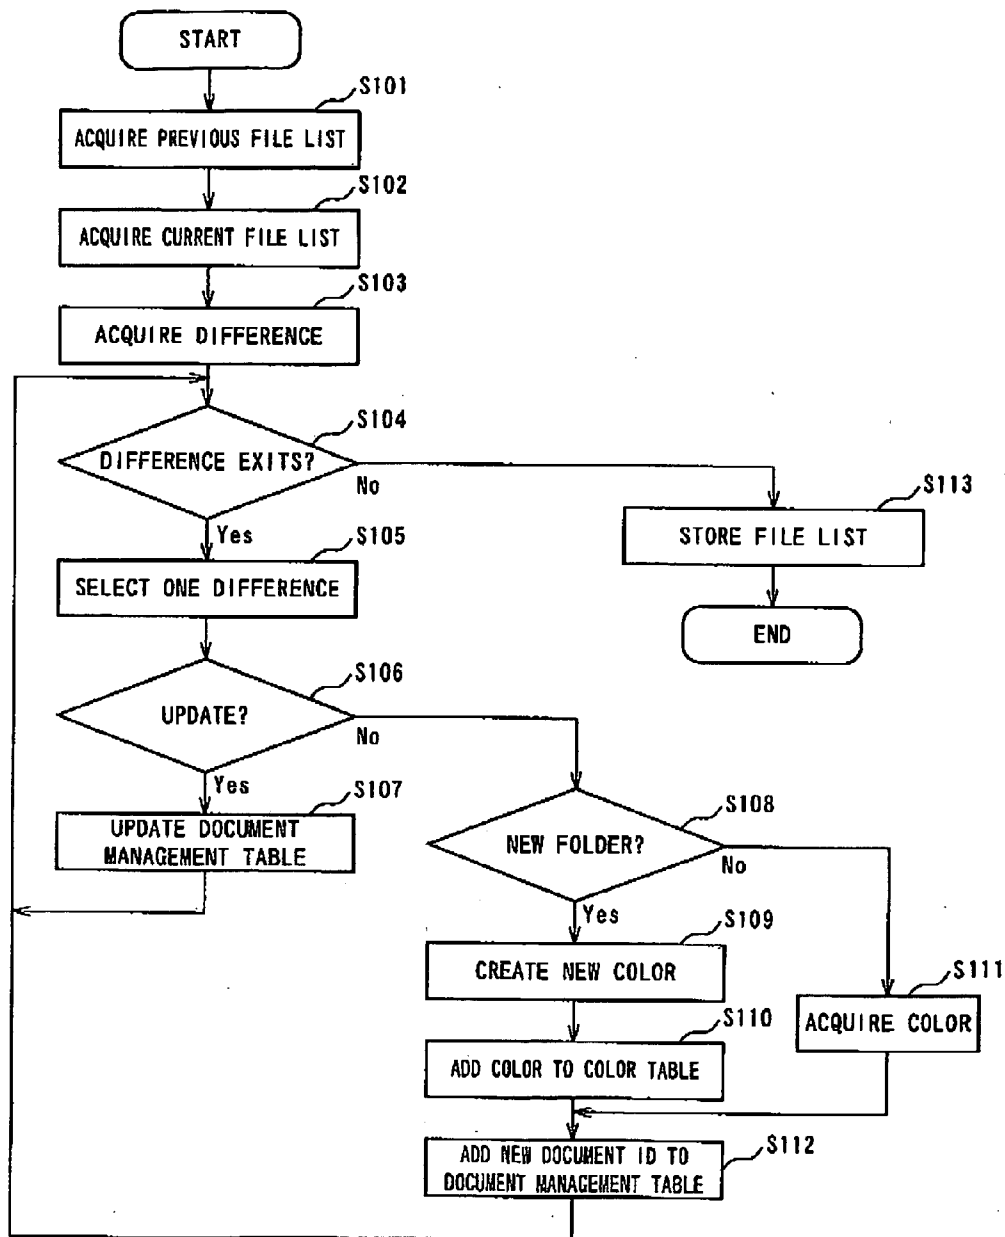 START
S101
ACQUIRE PREVIOUS FILE LIST
S102
ACQUIRE CURRENT FILE LIST
S103
ACQUIRE DIFFERENCE
S104
DIFFERENCE EXITS?
No
Yes
S113
STORE FILE LIST
END
S105
SELECT ONE DIFFERENCE
S106
UPDATE?
No
Yes
S107
UPDATE DOCUMENT
MANAGEMENT TABLE
S108
NEW FOLDER?
No
Yes
S109
CREATE NEW COLOR
S111
ACQUIRE COLOR
S110
ADD COLOR TO COLOR TABLE
S112
ADD NEW DOCUMENT ID TO
DOCUMENT MANAGEMENT TABLE